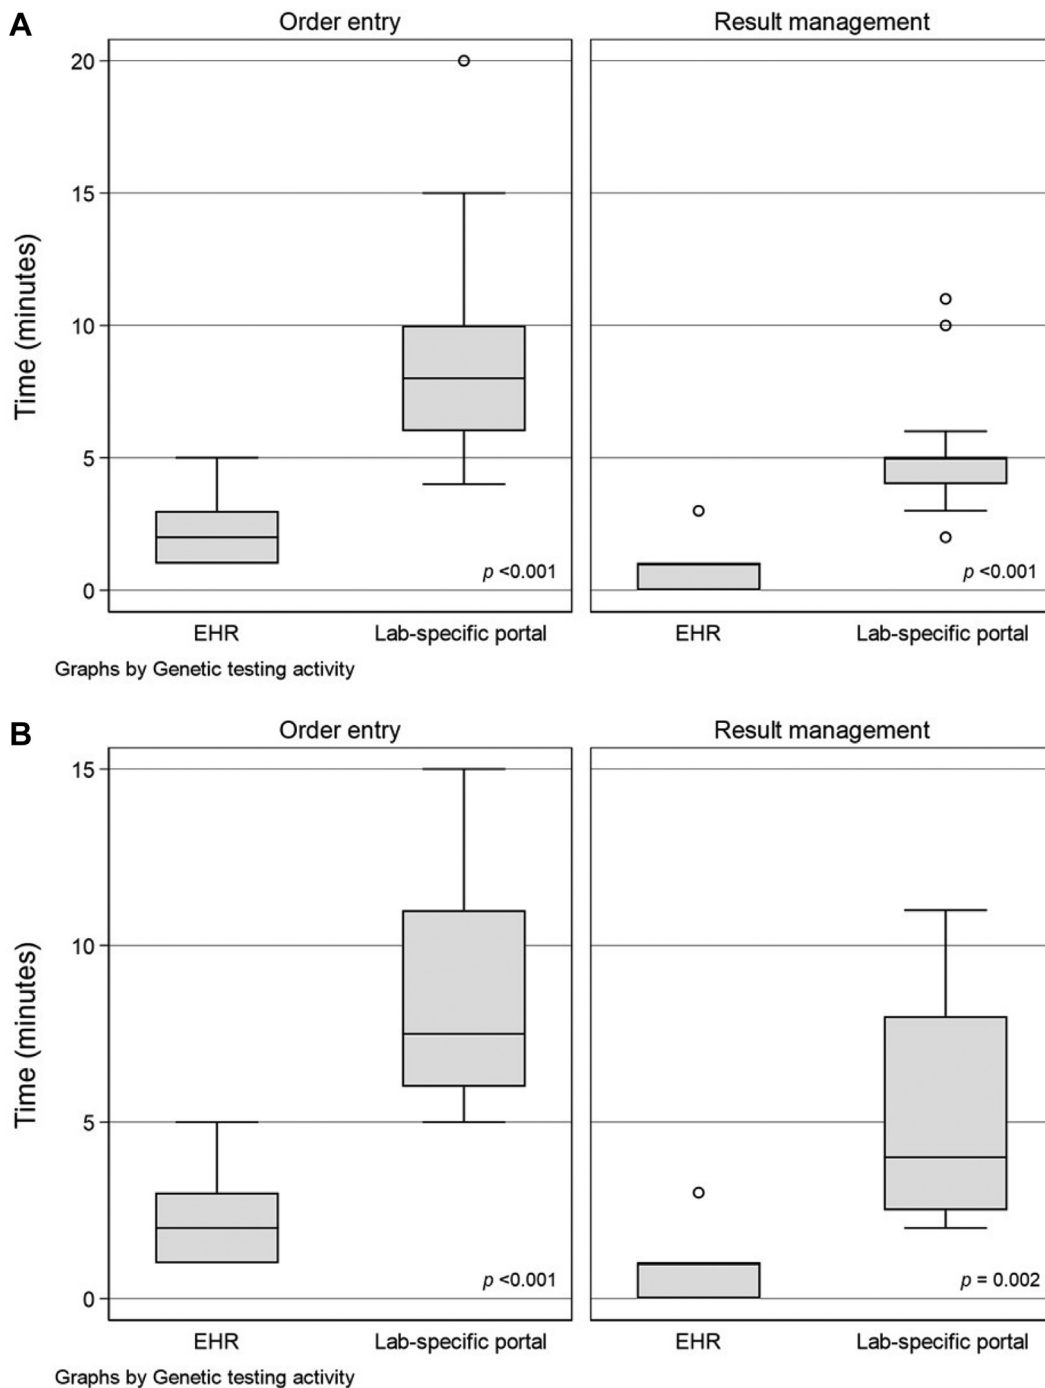 A
Order entry
Result management
20
15
10
5
0
Time (minutes)
p <0.001
p <0.001
EHR
Lab-specific portal
EHR
Lab-specific portal
Graphs by Genetic testing activity
B
Order entry
Result management
15
10
5
0
Time (minutes)
p <0.001
p = 0.002
EHR
Lab-specific portal
EHR
Lab-specific portal
Graphs by Genetic testing activity